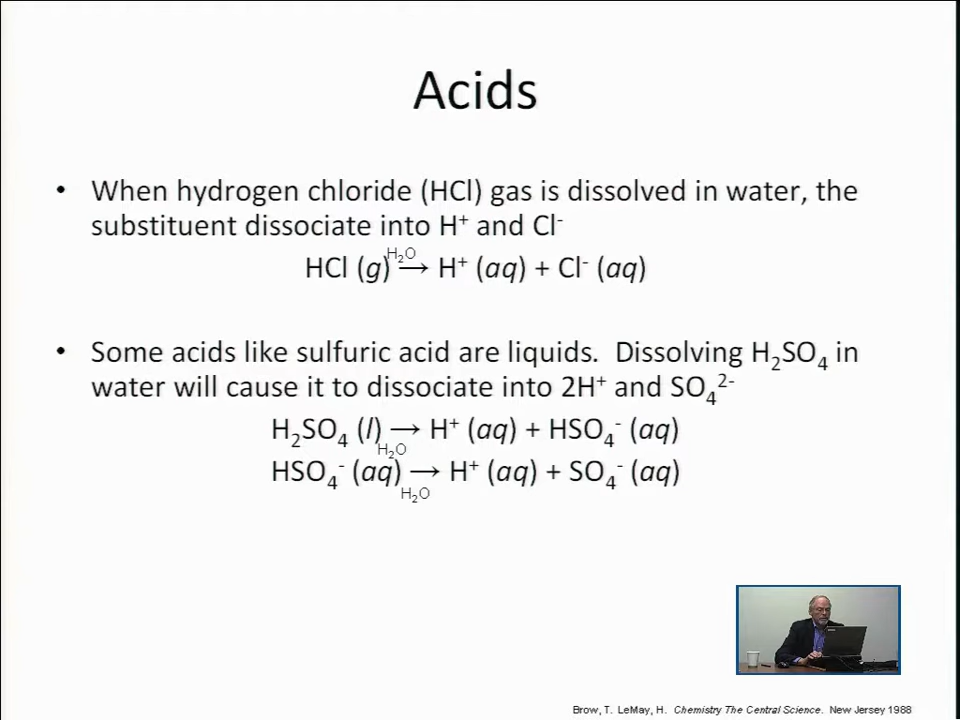 Acids
• When hydrogen chloride (HCl) gas is dissolved in water, the
substituent dissociate into H⁺ and Cl⁻
HCl (g) →H₂O H⁺ (aq) + Cl⁻ (aq)
• Some acids like sulfuric acid are liquids. Dissolving H₂SO₄ in
water will cause it to dissociate into 2H⁺ and SO₄²⁻
H₂SO₄ (l) → H⁺ (aq) + HSO₄⁻ (aq)
H₂O
HSO₄⁻ (aq) → H⁺ (aq) + SO₄⁻ (aq)
H₂O
Brow, T. LeMay, H. Chemistry The Central Science. New Jersey 1988